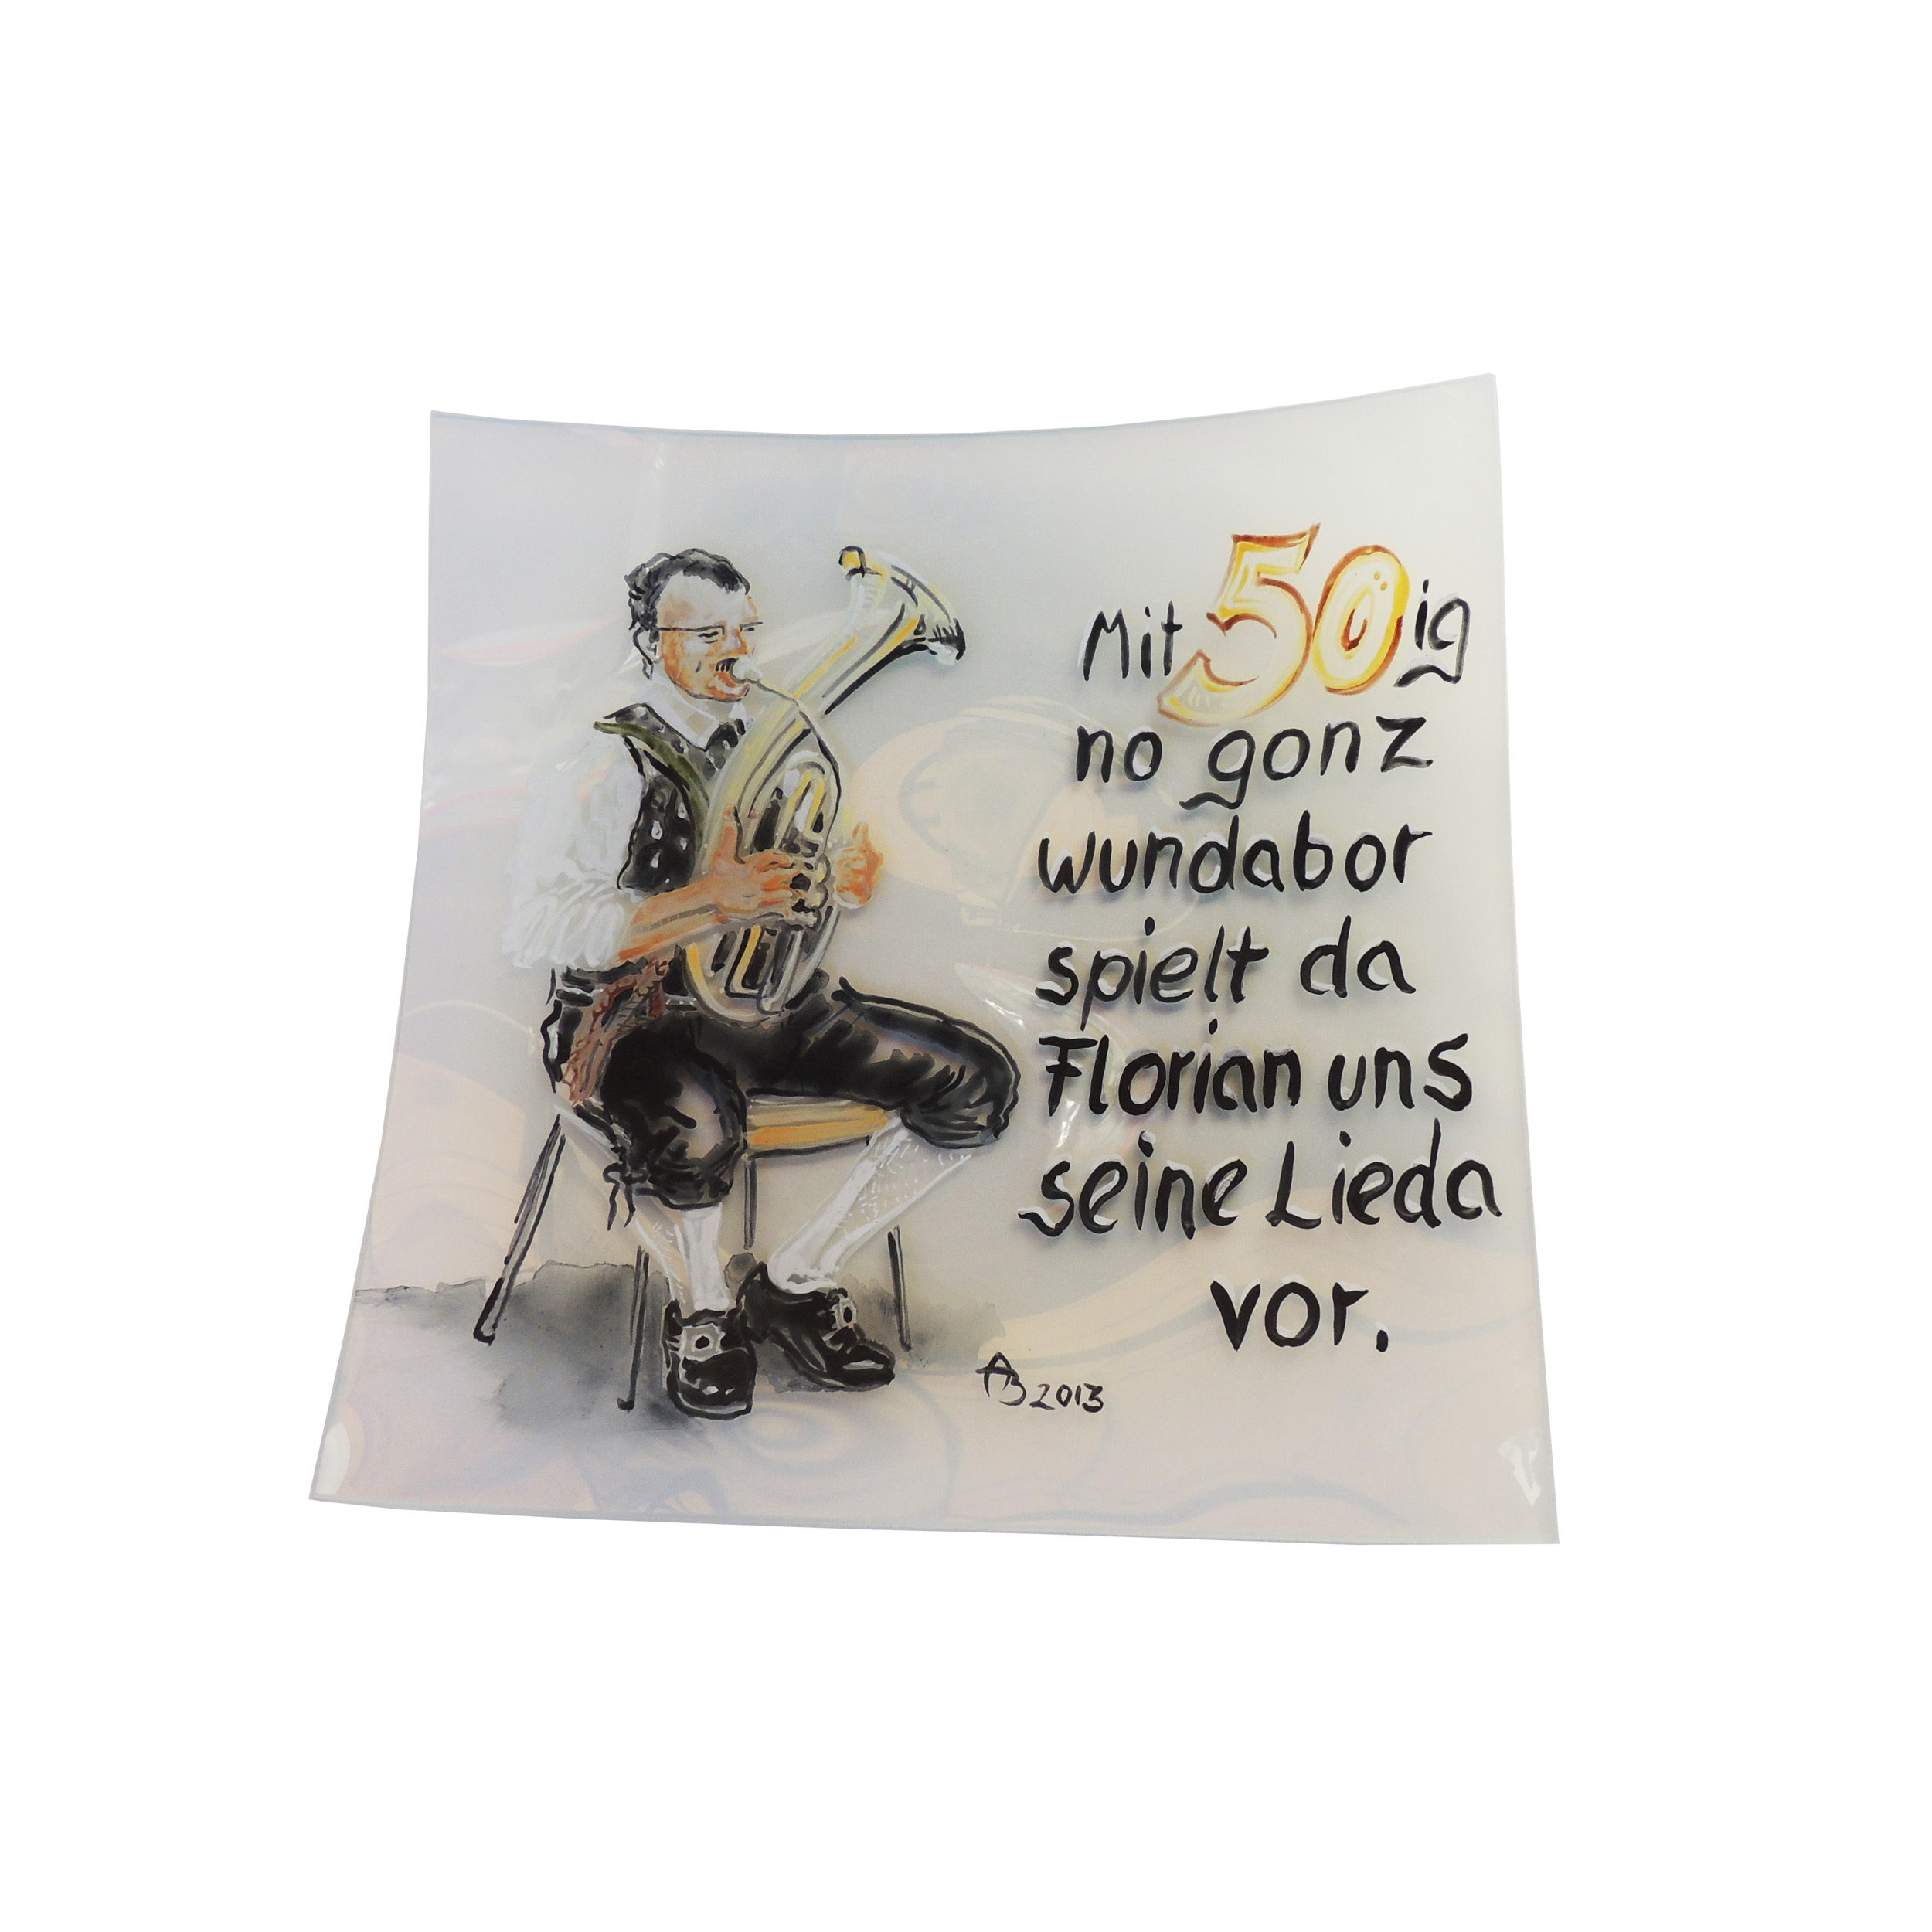 Mit 50ig
no gonz
wundabor
spielt da
Florian uns
seine Lieda
vor.
AB 2013